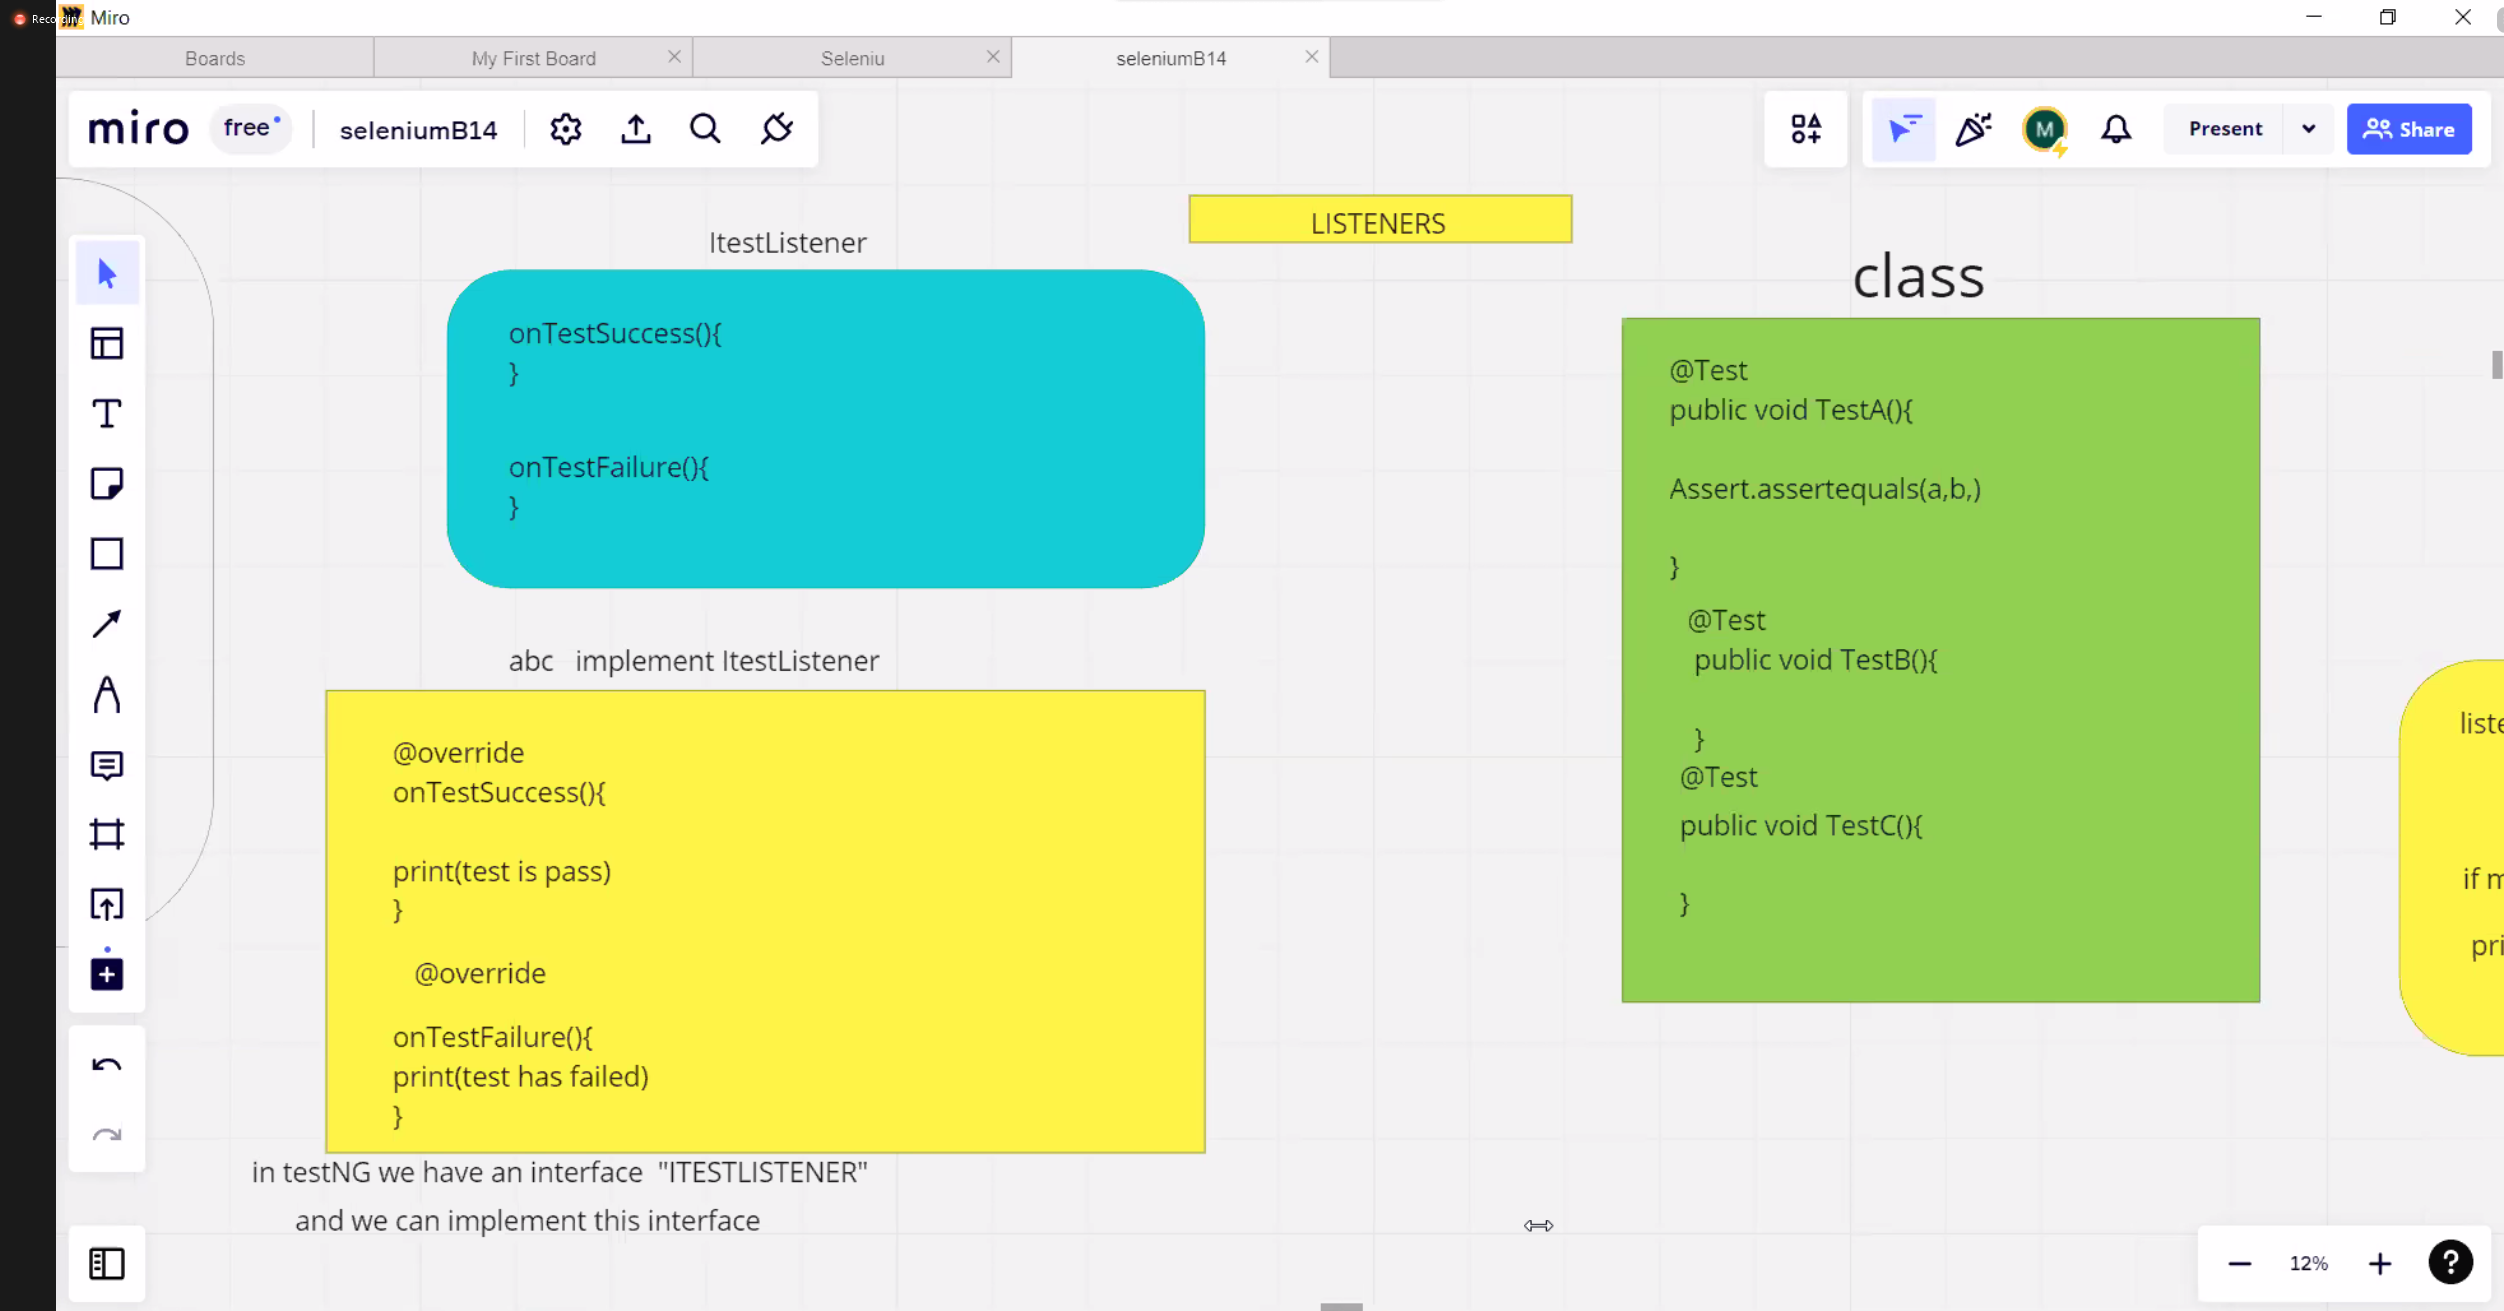 Recording
Miro
Boards
My First Board
Seleniu
seleniumB14
miro
free
seleniumB14
M
Present
Share
LISTENERS
ItestListener
onTestSuccess(){
}
onTestFailure(){
}
abc implement ItestListener
@override
onTestSuccess(){
print(test is pass)
}
@override
onTestFailure(){
print(test has failed)
}
in testNG we have an interface "ITESTLISTENER"
and we can implement this interface
class
@Test
public void TestA(){
Assert.assertequals(a,b,)
}
@Test
public void TestB(){
}
@Test
public void TestC(){
}
if
12%
?